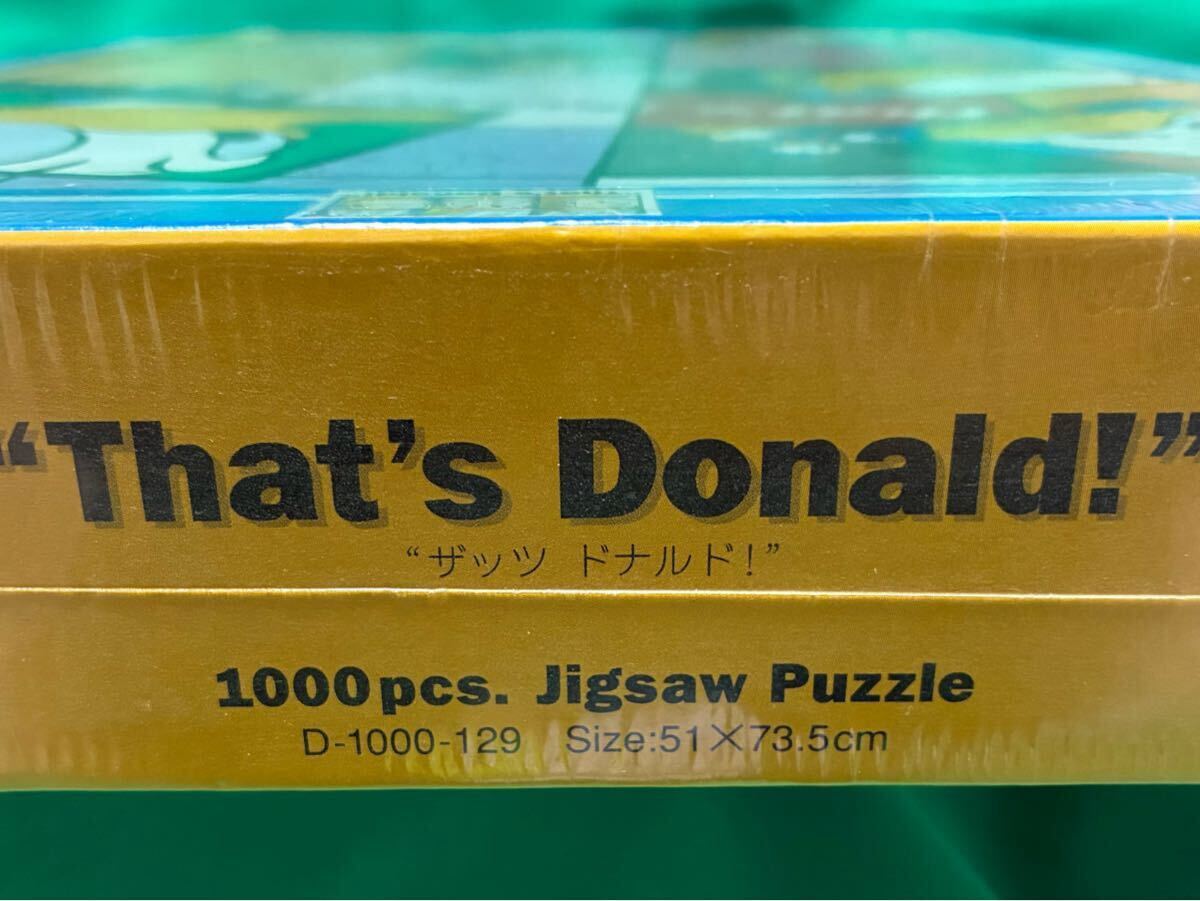 “That’s Donald!”
“ザッツ ドナルド!”
1000pcs. Jigsaw Puzzle
D-1000-129 Size:51×73.5cm